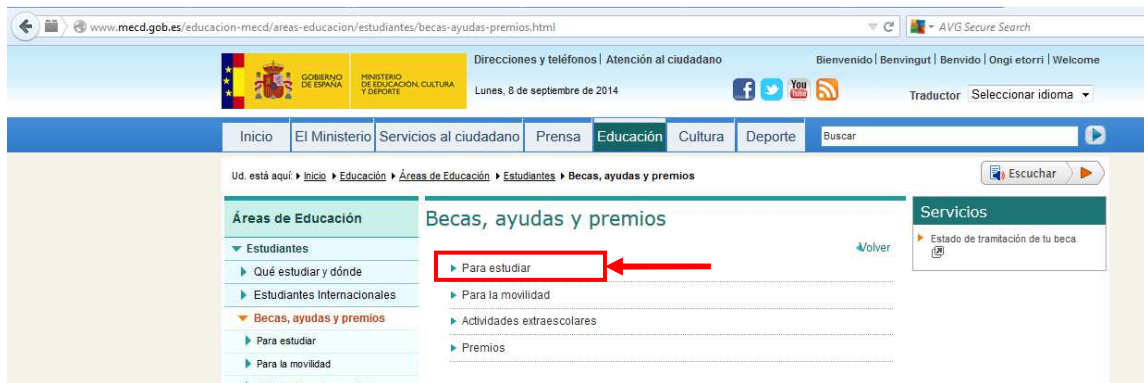 www.mecd.gob.es/educacion-mecd/areas-educacion/estudiantes/becas-ayudas-premios.html
AVG Secure Search
GOBIERNO DE ESPAÑA
MINISTERIO DE EDUCACIÓN, CULTURA Y DEPORTE
Direcciones y teléfonos | Atención al ciudadano
Lunes, 8 de septiembre de 2014
You Tube
Bienvenido | Benvingut | Benvido | Ongi etorri | Welcome
Traductor Seleccionar idioma
Inicio El Ministerio Servicios al ciudadano Prensa Educación Cultura Deporte Buscar
Ud. está aquí: Inicio Educación Áreas de Educación Estudiantes Becas, ayudas y premios
Escuchar
Áreas de Educación
Estudiantes
Qué estudiar y dónde
Estudiantes Internacionales
Becas, ayudas y premios
Para estudiar
Para la movilidad
Becas, ayudas y premios
Volver
Para estudiar
Para la movilidad
Actividades extraescolares
Premios
Servicios
Estado de tramitación de tu beca